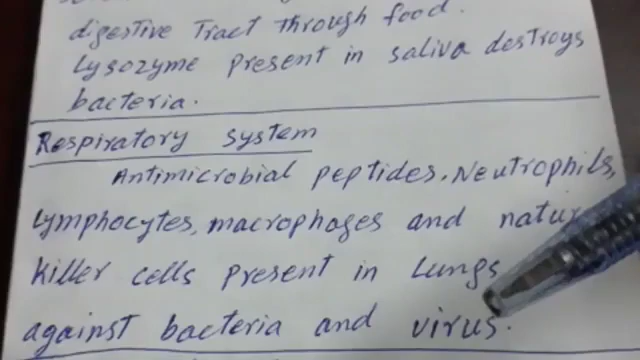 digestive Tract through food.
Lysozyme present in saliva destroys
bacteria.
Respiratory system
Antimicrobial peptides, Neutrophils,
Lymphocytes, macrophages and natur
killer cells present in Lungs
against bacteria and virus.